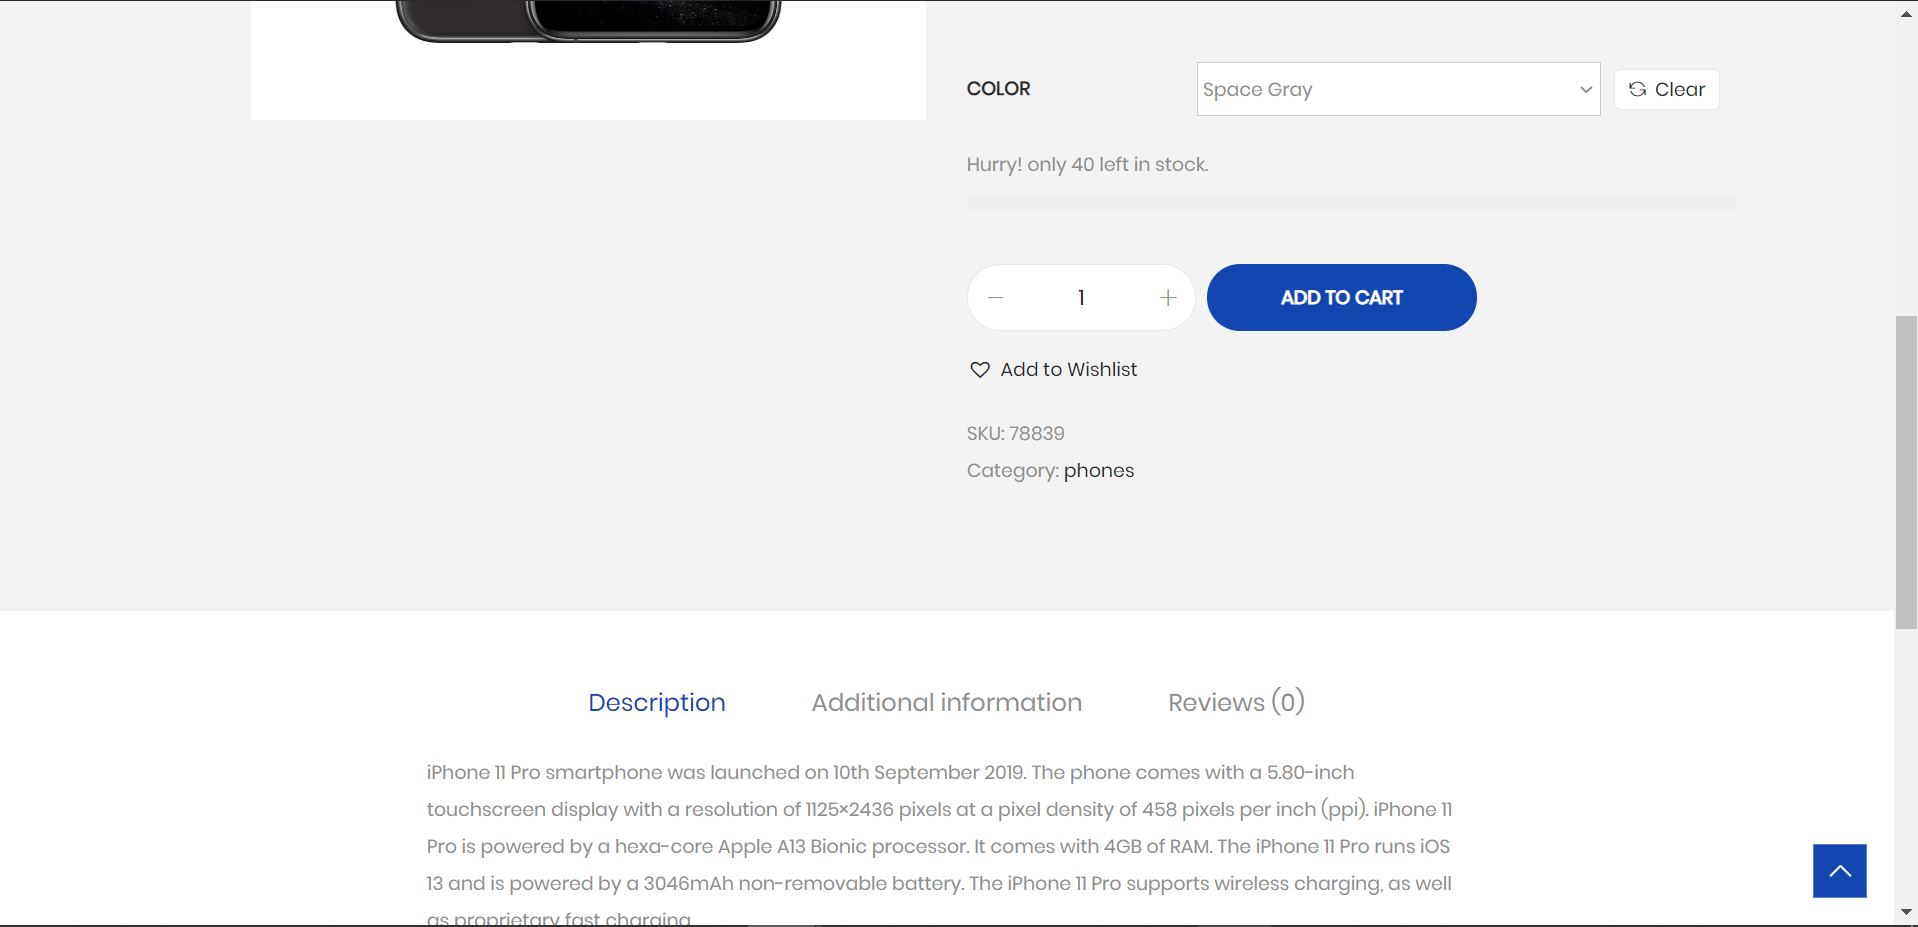 COLOR
Space Gray
Clear
Hurry! only 40 left in stock.
1
ADD TO CART
Add to Wishlist
SKU: 78839
Category: phones
Description
Additional information
Reviews (0)
iPhone 11 Pro smartphone was launched on 10th September 2019. The phone comes with a 5.80-inch
touchscreen display with a resolution of 1125×2436 pixels at a pixel density of 458 pixels per inch (ppi). iPhone 11
Pro is powered by a hexa-core Apple A13 Bionic processor. It comes with 4GB of RAM. The iPhone 11 Pro runs iOS
13 and is powered by a 3046mAh non-removable battery. The iPhone 11 Pro supports wireless charging, as well
as proprietary fast charging.